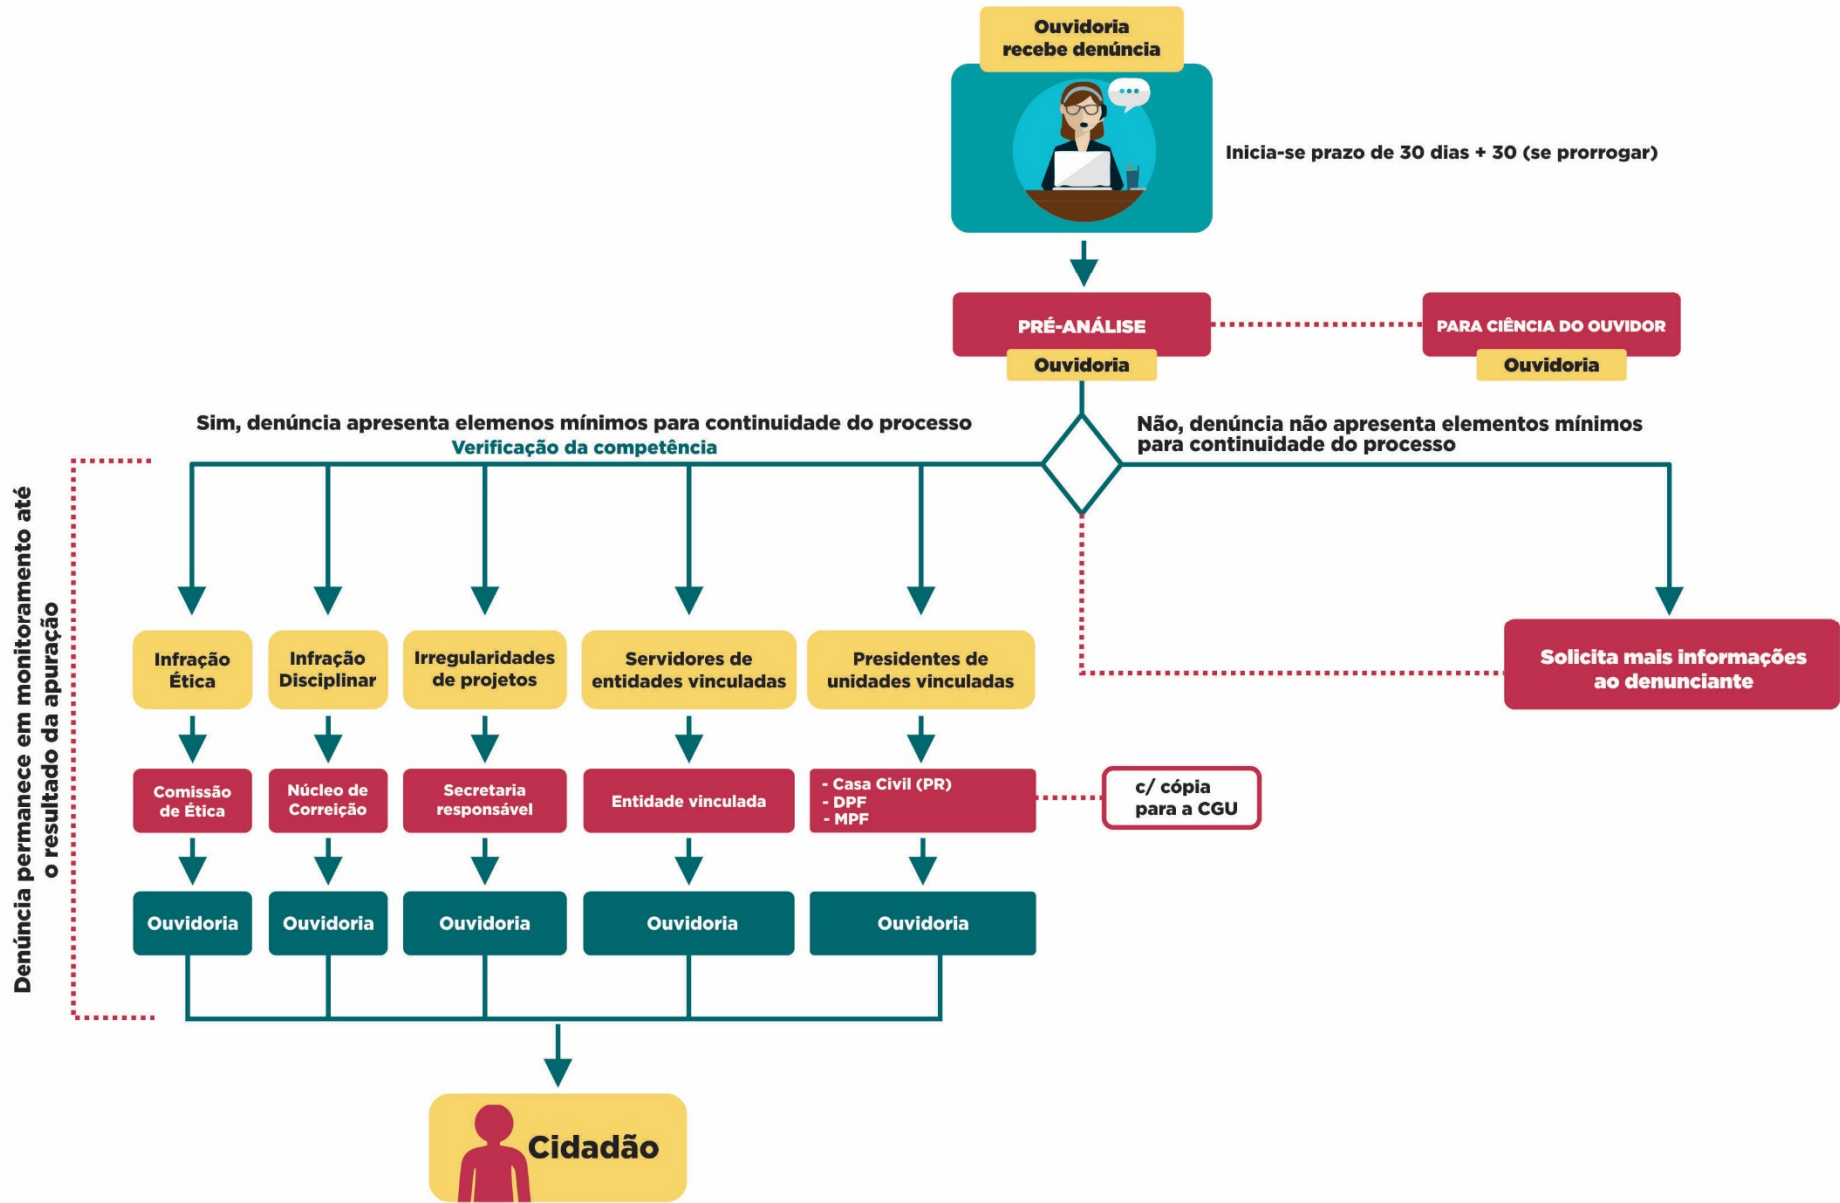 Ouvidoria
recebe denúncia
Inicia-se prazo de 30 dias + 30 (se prorrogar)
PRÉ-ANÁLISE
Ouvidoria
PARA CIÊNCIA DO OUVIDOR
Ouvidoria
Sim, denúncia apresenta elemenos mínimos para continuidade do processo
Verificação da competência
Não, denúncia não apresenta elementos mínimos
para continuidade do processo
Denúncia permanece em monitoramento até
o resultado da apuração
Infração
Ética
Infração
Disciplinar
Irregularidades
de projetos
Servidores de
entidades vinculadas
Presidentes de
unidades vinculadas
Solicita mais informações
ao denunciante
Comissão
de Ética
Núcleo de
Correição
Secretaria
responsável
Entidade vinculada
- Casa Civil (PR)
- DPF
- MPF
c/ cópia
para a CGU
Ouvidoria
Ouvidoria
Ouvidoria
Ouvidoria
Ouvidoria
Cidadão